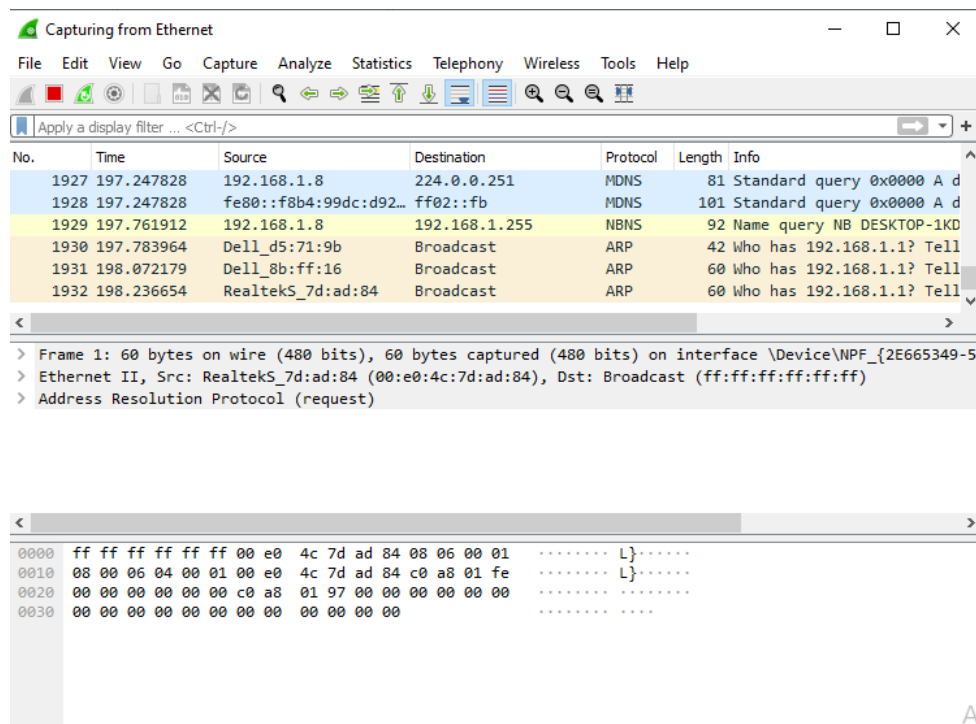 Capturing from Ethernet
File Edit View Go Capture Analyze Statistics Telephony Wireless Tools Help
Apply a display filter ... <Ctrl-/>
No. Time Source Destination Protocol Length Info
1927 197.247828 192.168.1.8 224.0.0.251 MDNS 81 Standard query 0x0000 A d
1928 197.247828 fe80::f8b4:99dc:d92… ff02::fb MDNS 101 Standard query 0x0000 A d
1929 197.761912 192.168.1.8 192.168.1.255 NBNS 92 Name query NB DESKTOP-1KD
1930 197.783964 Dell_d5:71:9b Broadcast ARP 42 Who has 192.168.1.1? Tell
1931 198.072179 Dell_8b:ff:16 Broadcast ARP 60 Who has 192.168.1.1? Tell
1932 198.236654 RealtekS_7d:ad:84 Broadcast ARP 60 Who has 192.168.1.1? Tell
> Frame 1: 60 bytes on wire (480 bits), 60 bytes captured (480 bits) on interface \Device\NPF_{2E665349-5
> Ethernet II, Src: RealtekS_7d:ad:84 (00:e0:4c:7d:ad:84), Dst: Broadcast (ff:ff:ff:ff:ff:ff)
> Address Resolution Protocol (request)
0000 ff ff ff ff ff ff 00 e0 4c 7d ad 84 08 06 00 01 ········ L}······
0010 08 00 06 04 00 01 00 e0 4c 7d ad 84 c0 a8 01 fe ········ L}······
0020 00 00 00 00 00 00 c0 a8 01 97 00 00 00 00 00 00 ········ ········
0030 00 00 00 00 00 00 00 00 00 00 00 00 ········ ····
A